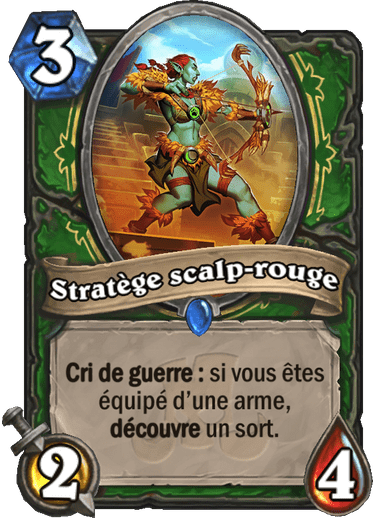 3
Stratège scalp-rouge
Cri de guerre : si vous êtes
équipé d'une arme,
découvre un sort.
2
4